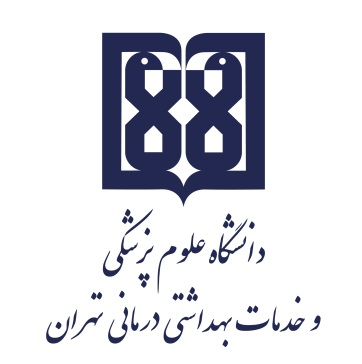 دانشگاه علوم پزشکی
و خدمات بهداشتی درمانی تهران